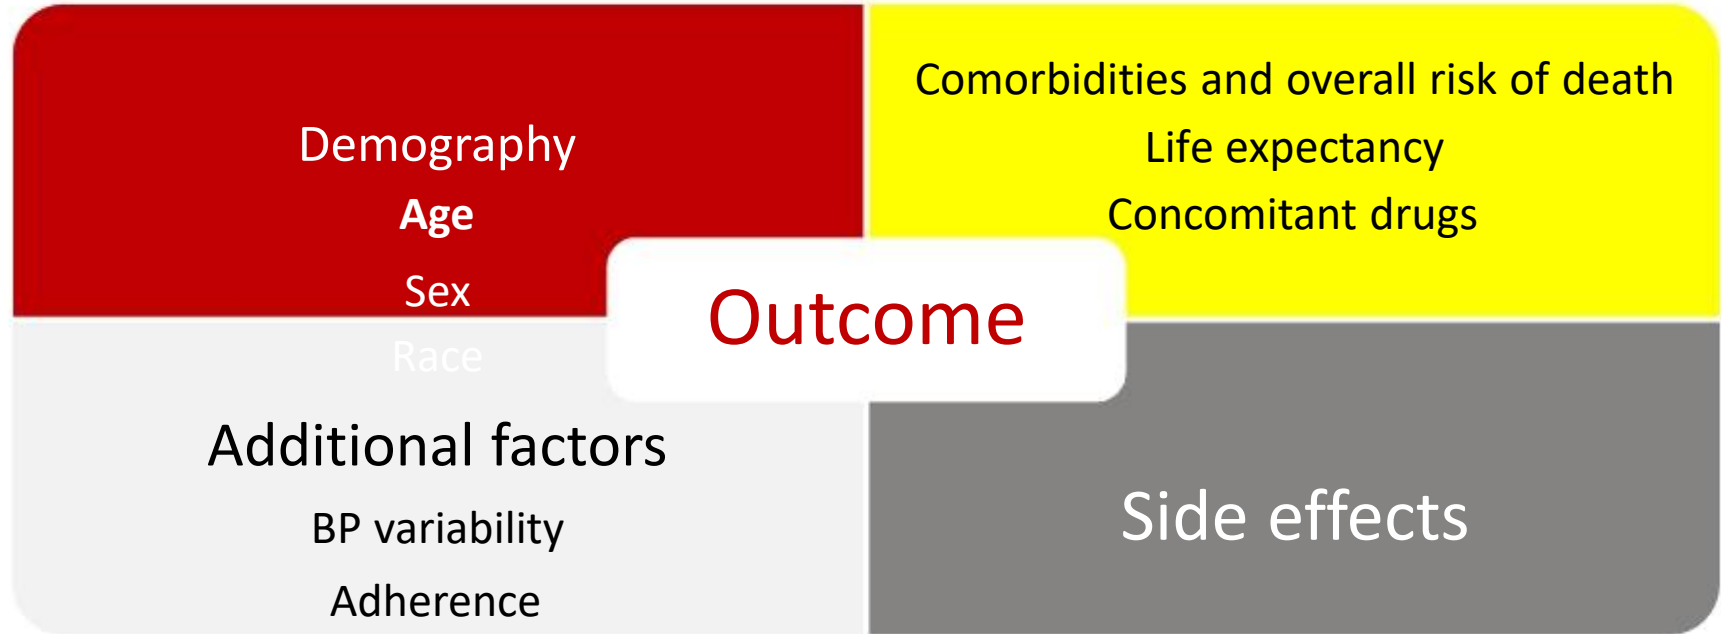 Demography
Age
Sex
Race
Comorbidities and overall risk of death
Life expectancy
Concomitant drugs
Outcome
Additional factors
BP variability
Adherence
Side effects